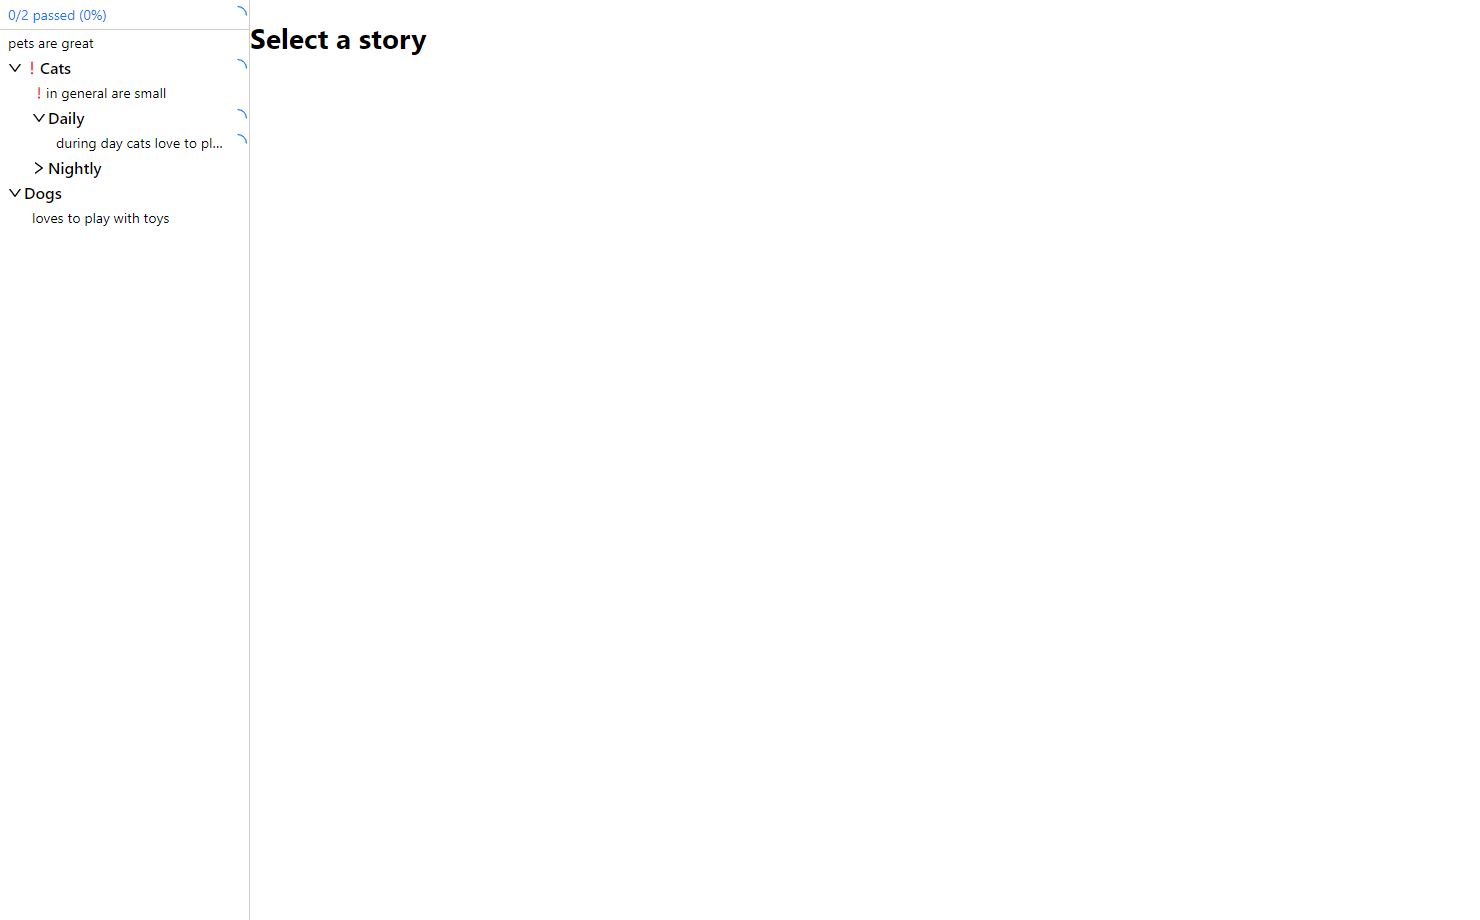 0/2 passed (0%)
Select a story
pets are great
! Cats
! in general are small
Daily
during day cats love to pl...
Nightly
Dogs
loves to play with toys